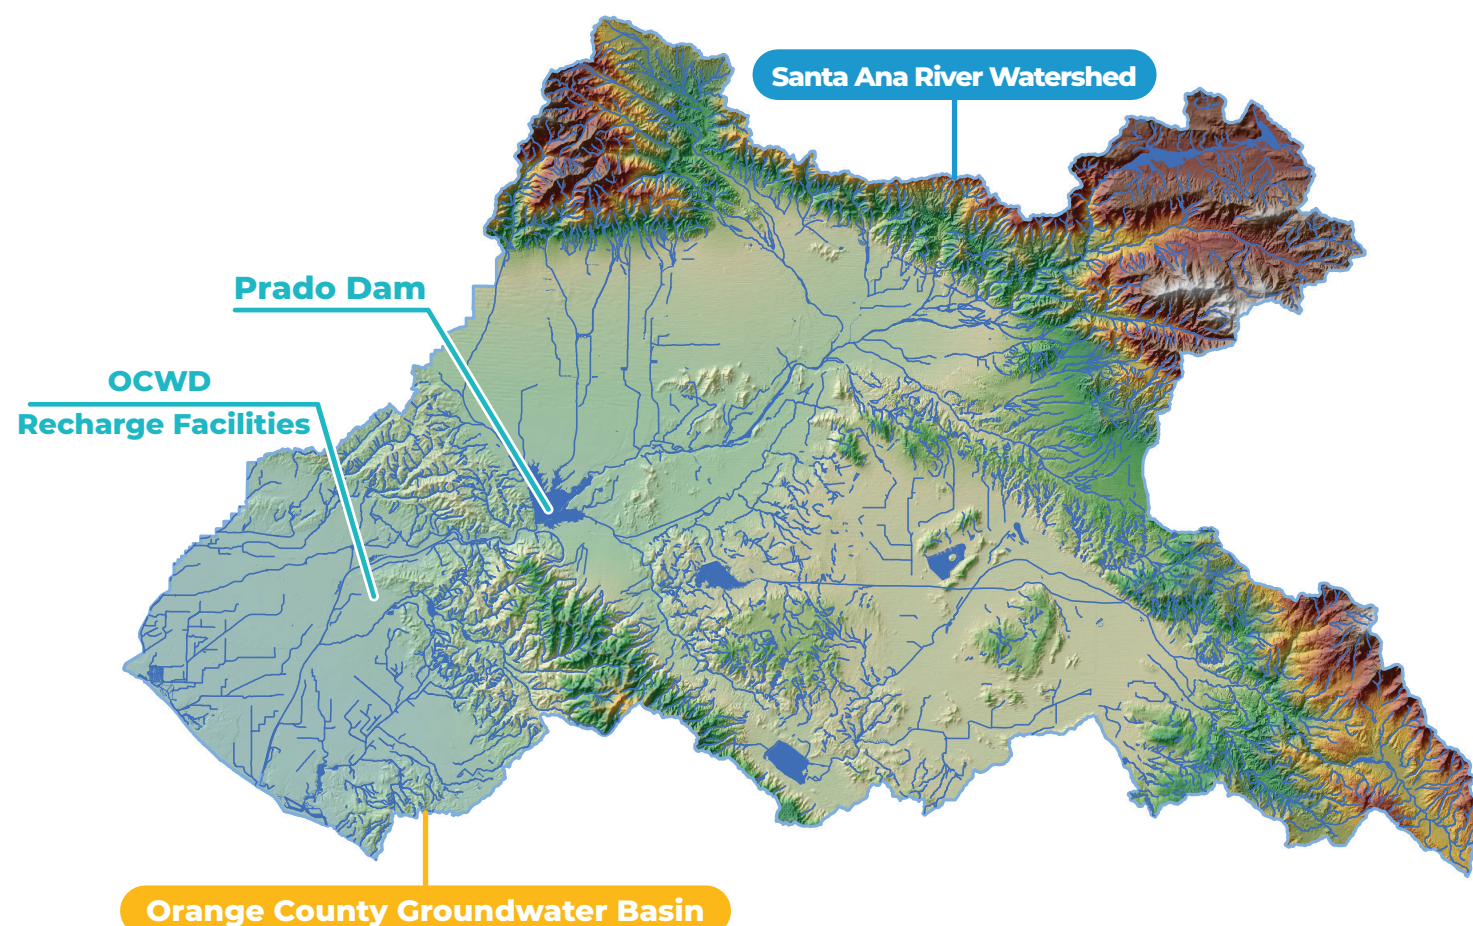 Santa Ana River Watershed
Prado Dam
OCWD
Recharge Facilities
Orange County Groundwater Basin